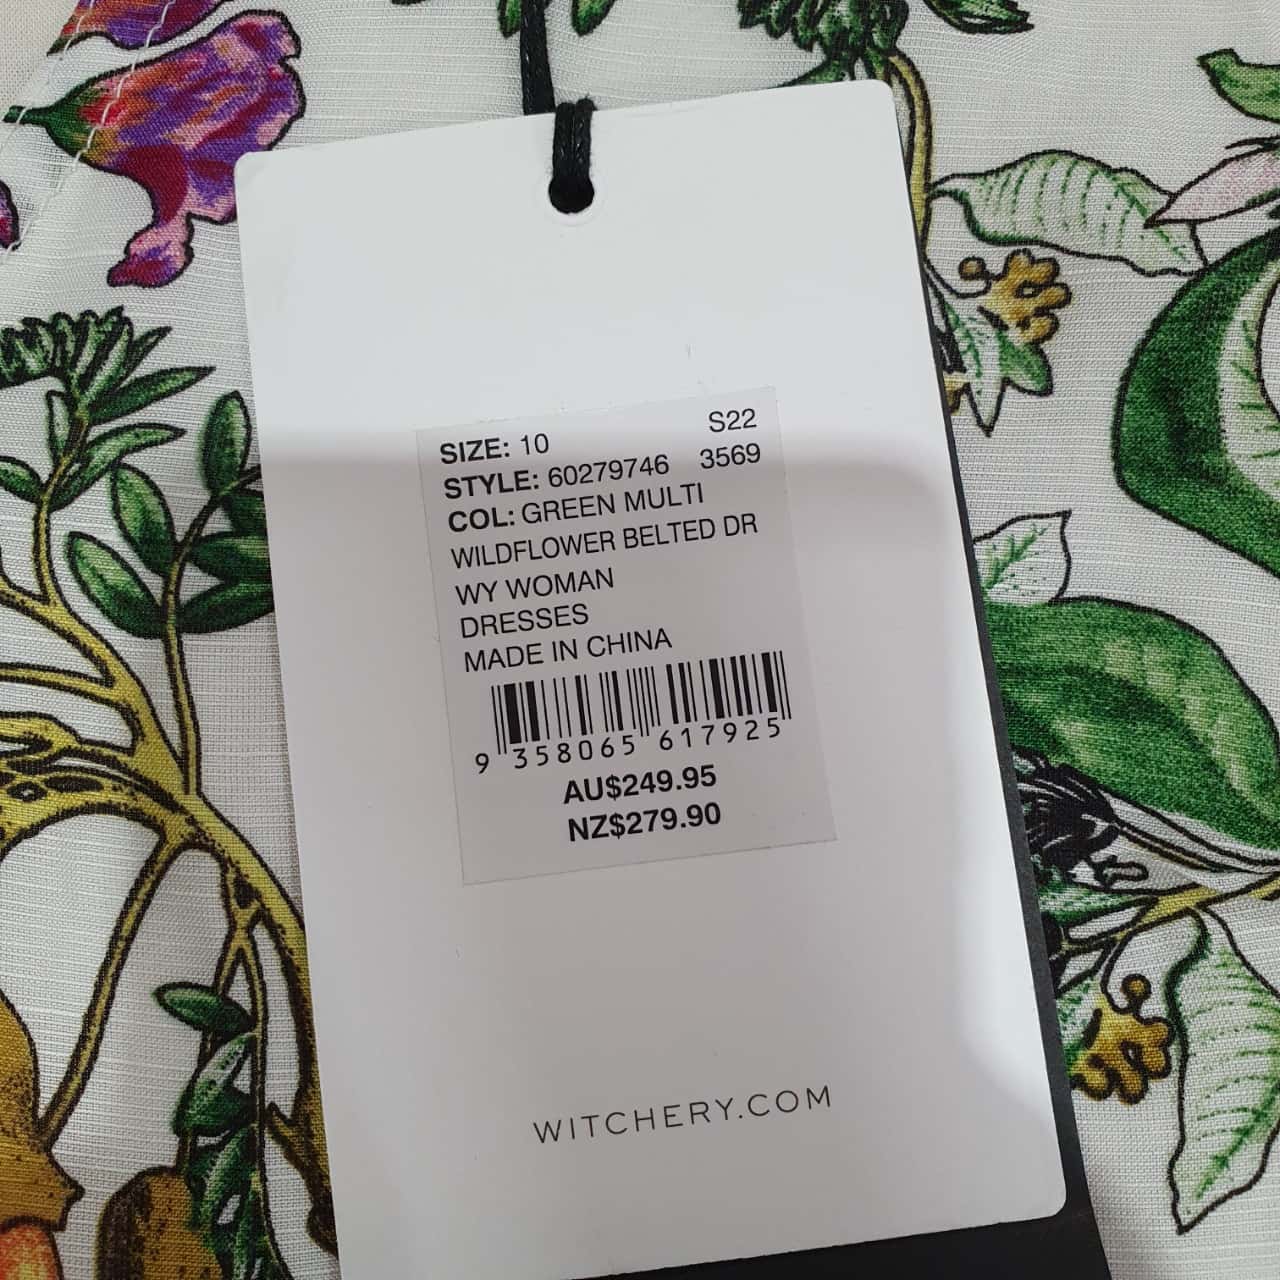 SIZE: 10 S22
STYLE: 60279746 3569
COL: GREEN MULTI
WILDFLOWER BELTED DR
WY WOMAN
DRESSES
MADE IN CHINA
9 358065 617925
AU$249.95
NZ$279.90
WITCHERY.COM